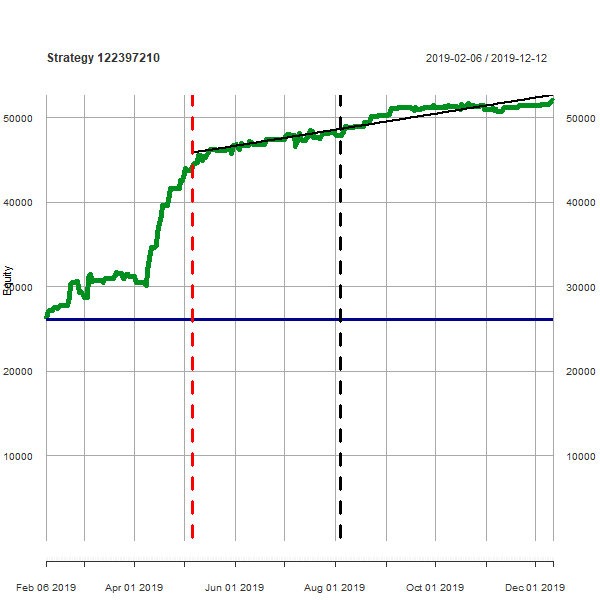 Strategy 122397210
2019-02-06 / 2019-12-12
50000
50000
40000
40000
Equity
30000
30000
20000
20000
10000
10000
Feb 06 2019
Apr 01 2019
Jun 01 2019
Aug 01 2019
Oct 01 2019
Dec 01 2019